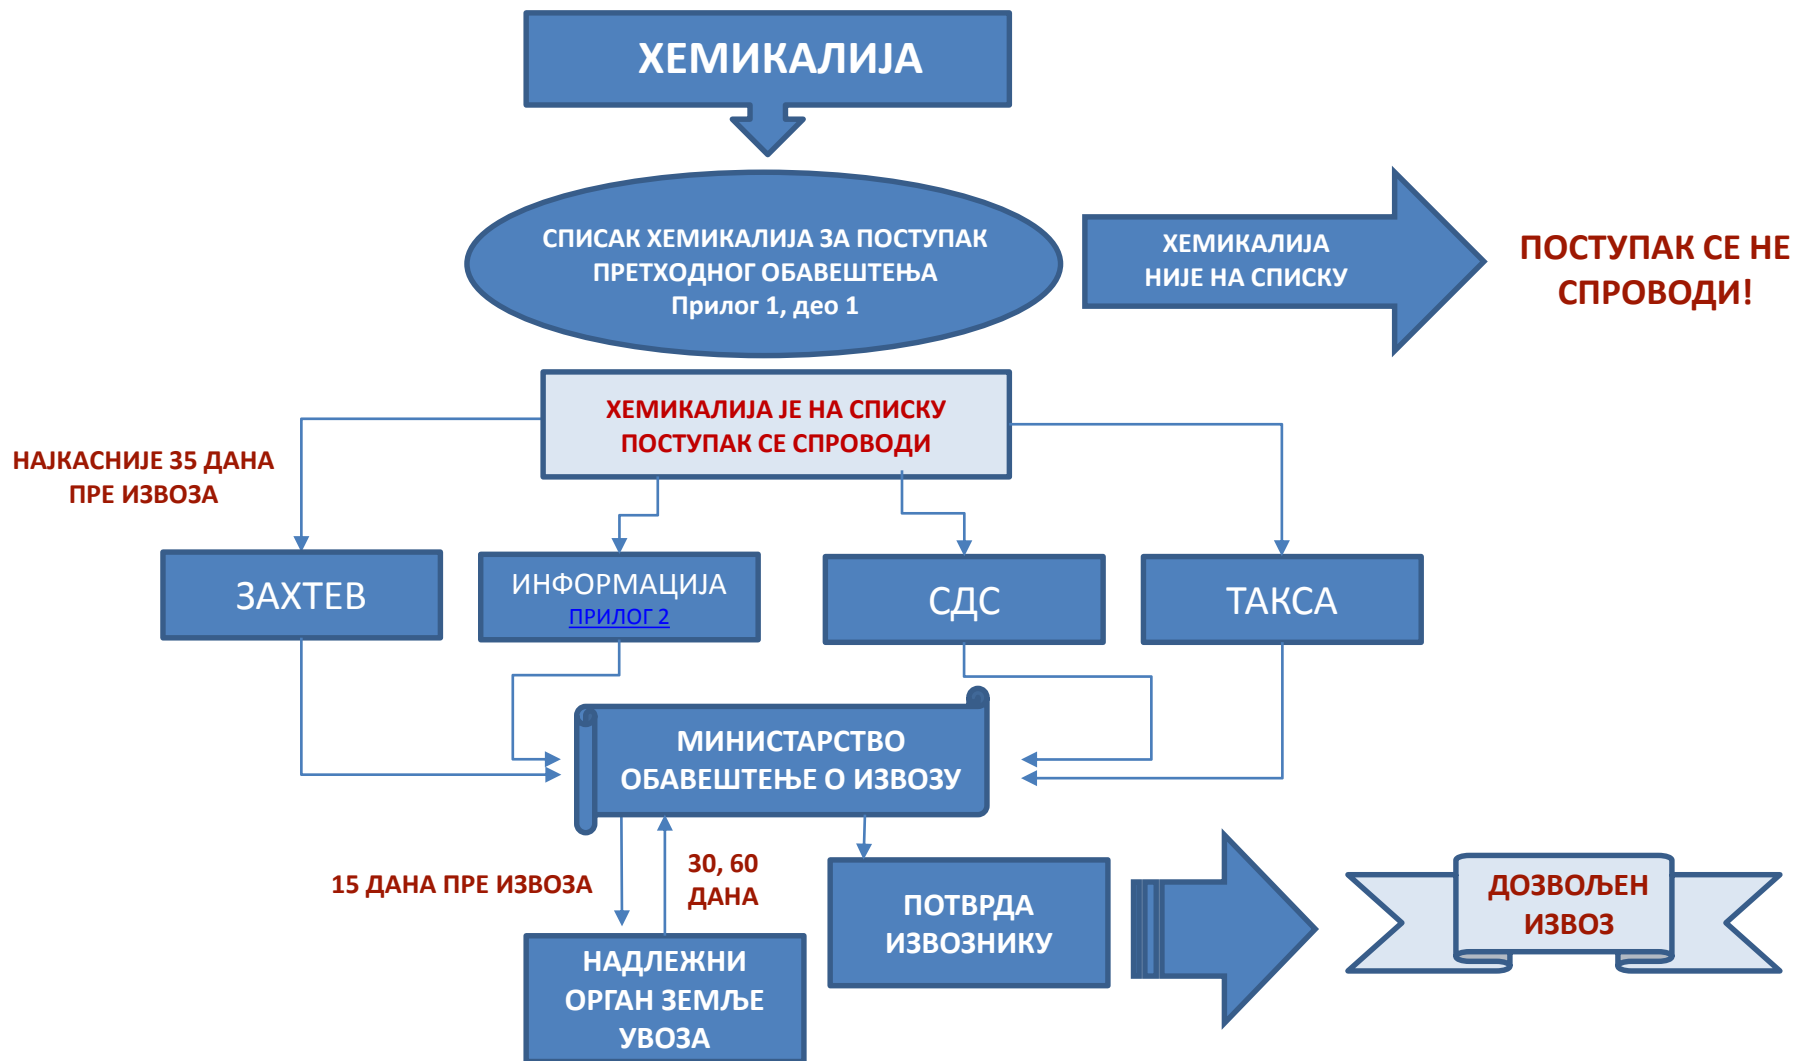 ХЕМИКАЛИЈА
СПИСАК ХЕМИКАЛИЈА ЗА ПОСТУПАК
ПРЕТХОДНОГ ОБАВЕШТЕЊА
Прилог 1, део 1
ХЕМИКАЛИЈА
НИЈЕ НА СПИСКУ
ПОСТУПАК СЕ НЕ
СПРОВОДИ!
ХЕМИКАЛИЈА ЈЕ НА СПИСКУ
ПОСТУПАК СЕ СПРОВОДИ
НАЈКАСНИЈЕ 35 ДАНА
ПРЕ ИЗВОЗА
ЗАХТЕВ
ИНФОРМАЦИЈА
ПРИЛОГ 2
СДС
ТАКСА
МИНИСТАРСТВО
ОБАВЕШТЕЊЕ О ИЗВОЗУ
15 ДАНА ПРЕ ИЗВОЗА
30, 60
ДАНА
ПОТВРДА
ИЗВОЗНИКУ
ДОЗВОЉЕН
ИЗВОЗ
НАДЛЕЖНИ
ОРГАН ЗЕМЉЕ
УВОЗА